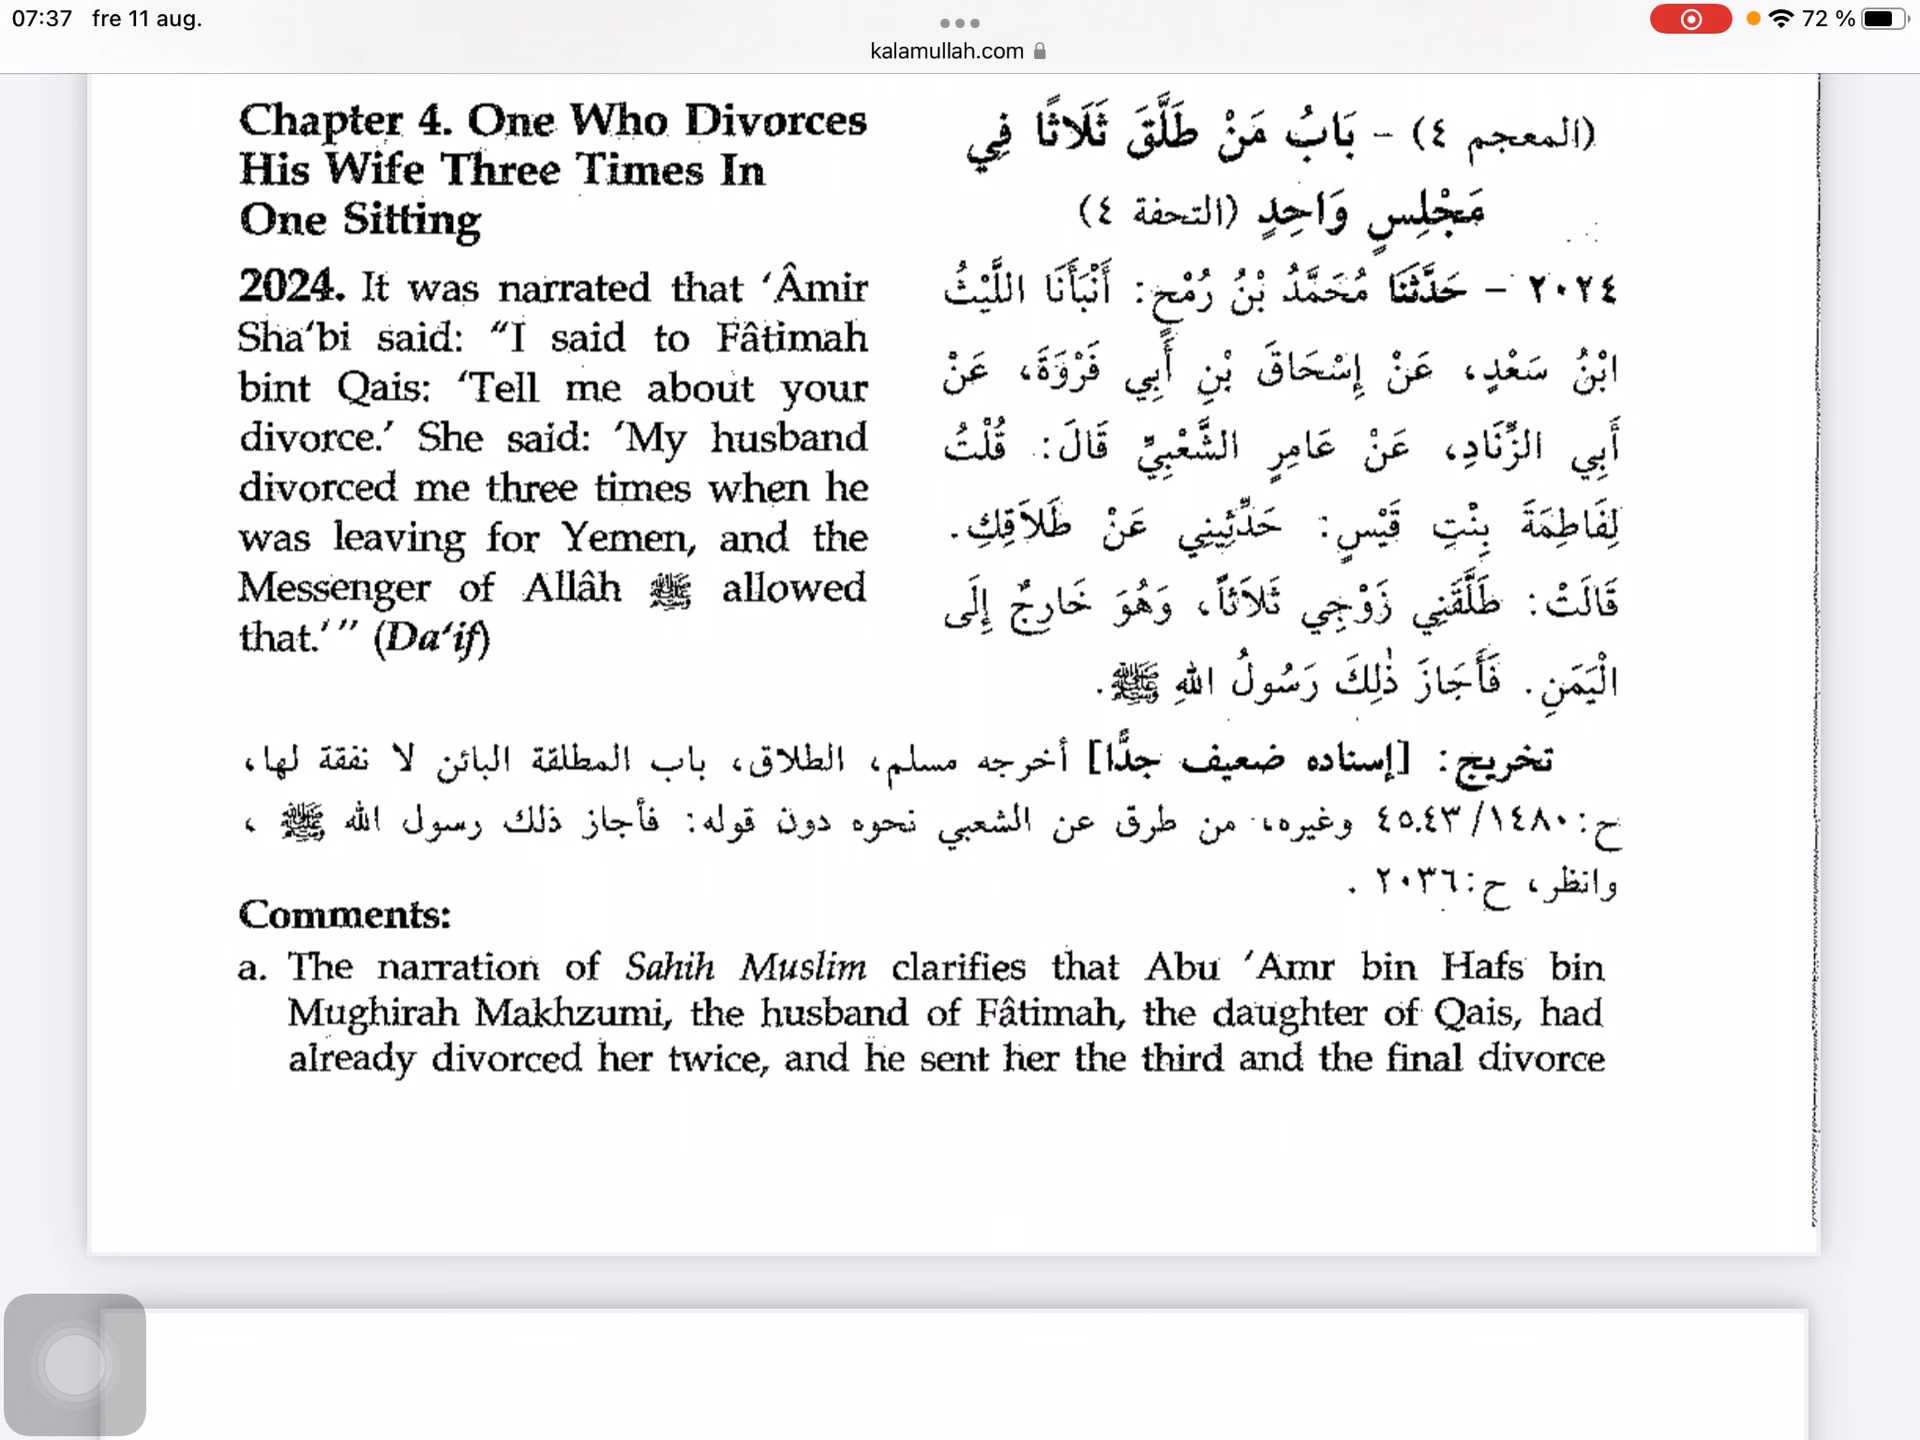 07:37 fre 11 aug.
72 %
kalamullah.com
Chapter 4. One Who Divorces
His Wife Three Times In
One Sitting
2024. It was narrated that ‘Âmir
Sha‘bi said: “I said to Fâtimah
bint Qais: ‘Tell me about your
divorce.’ She said: ‘My husband
divorced me three times when he
was leaving for Yemen, and the
Messenger of Allâh ﷺ allowed
that.’” (Da‘if)
(المعجم ٤) - بَابُ مَنْ طَلَّقَ ثَلَاثًا فِي
مَجْلِسٍ وَاحِدٍ (التحفة ٤)
٢٠٢٤ - حَدَّثَنَا مُحَمَّدُ بْنُ رُمْحٍ: أَنْبَأَنَا اللَّيْثُ
ابْنُ سَعْدٍ، عَنْ إِسْحَاقَ بْنِ أَبِي فَرْوَةَ، عَنْ
أَبِي الزِّنَادِ، عَنْ عَامِرٍ الشَّعْبِيِّ قَالَ: قُلْتُ
لِفَاطِمَةَ بِنْتِ قَيْسٍ: حَدِّثِينِي عَنْ طَلَاقِكِ.
قَالَتْ: طَلَّقَنِي زَوْجِي ثَلَاثاً، وَهُوَ خَارِجٌ إِلَى
الْيَمَنِ. فَأَجَازَ ذٰلِكَ رَسُولُ اللهِ ﷺ.
تخريج: [إسناده ضعيف جدًّا] أخرجه مسلم، الطلاق، باب المطلقة البائن لا نفقة لها،
ح:١٤٨٠/ ٤٥.٤٣ وغيره، من طرق عن الشعبي نحوه دون قوله: فأجاز ذلك رسول الله ﷺ،
وانظر، ح:٢٠٣٦ .
Comments:
a. The narration of Sahih Muslim clarifies that Abu ’Amr bin Hafs bin
Mughirah Makhzumi, the husband of Fâtimah, the daughter of Qais, had
already divorced her twice, and he sent her the third and the final divorce